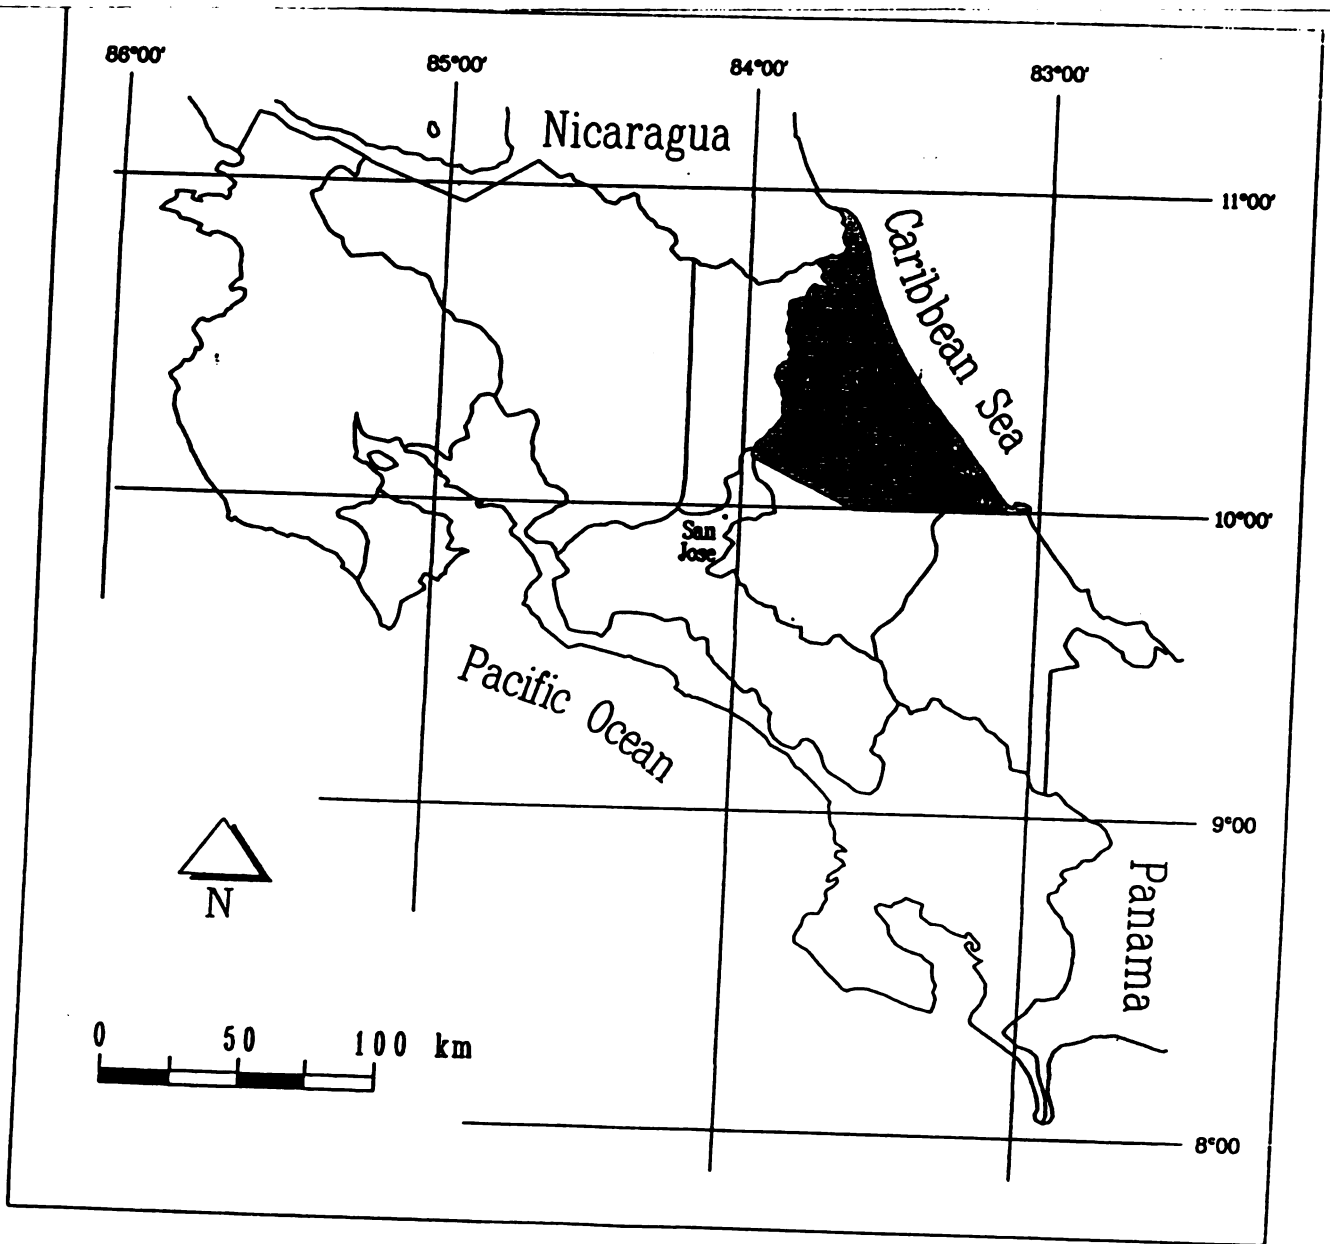 86°00′
85°00′
84°00′
83°00′
Nicaragua
11°00′
Caribbean Sea
10°00′
San
Jose
Pacific Ocean
9°00
Panama
N
0 50 100 km
8°00